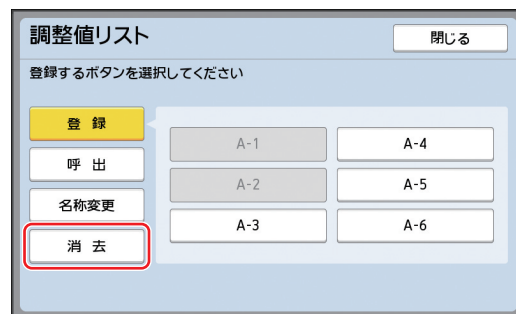 調整値リスト 閉じる
登録するボタンを選択してください
登 録
呼 出
名称変更
消 去
A-1 A-4
A-2 A-5
A-3 A-6